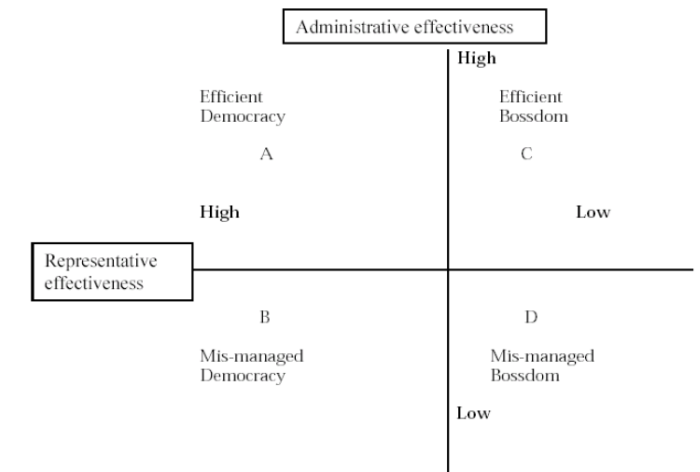 Administrative effectiveness
High
Efficient
Democracy
Efficient
Bossdom
A
C
High
Low
Representative
effectiveness
B
D
Mis-managed
Democracy
Mis-managed
Bossdom
Low